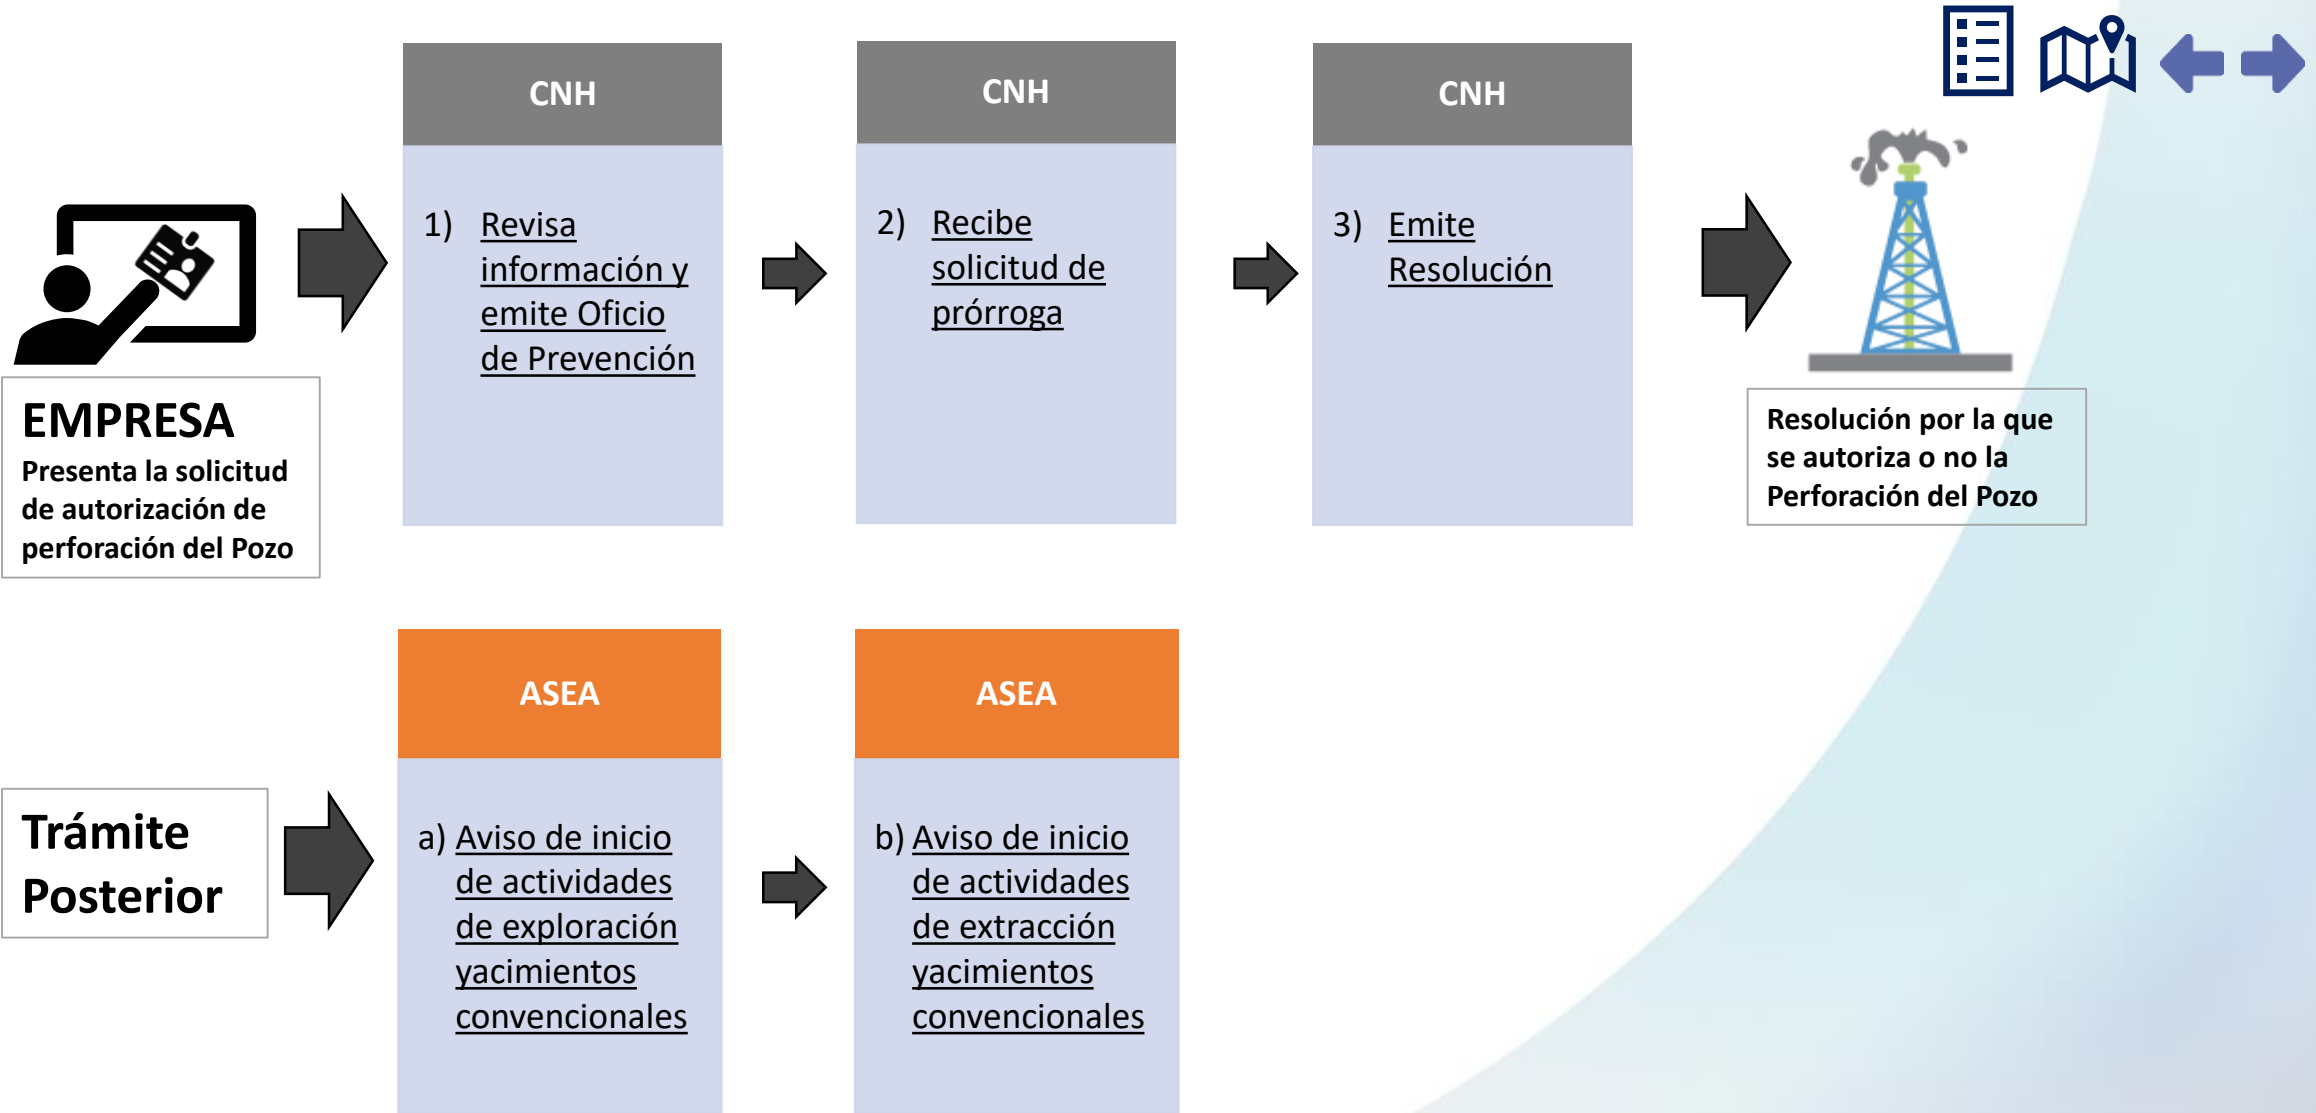 CNH
1) Revisa
información y
emite Oficio
de Prevención
CNH
2) Recibe
solicitud de
prórroga
CNH
3) Emite
Resolución
EMPRESA
Presenta la solicitud
de autorización de
perforación del Pozo
Resolución por la que
se autoriza o no la
Perforación del Pozo
Trámite
Posterior
ASEA
a) Aviso de inicio
de actividades
de exploración
yacimientos
convencionales
ASEA
b) Aviso de inicio
de actividades
de extracción
yacimientos
convencionales